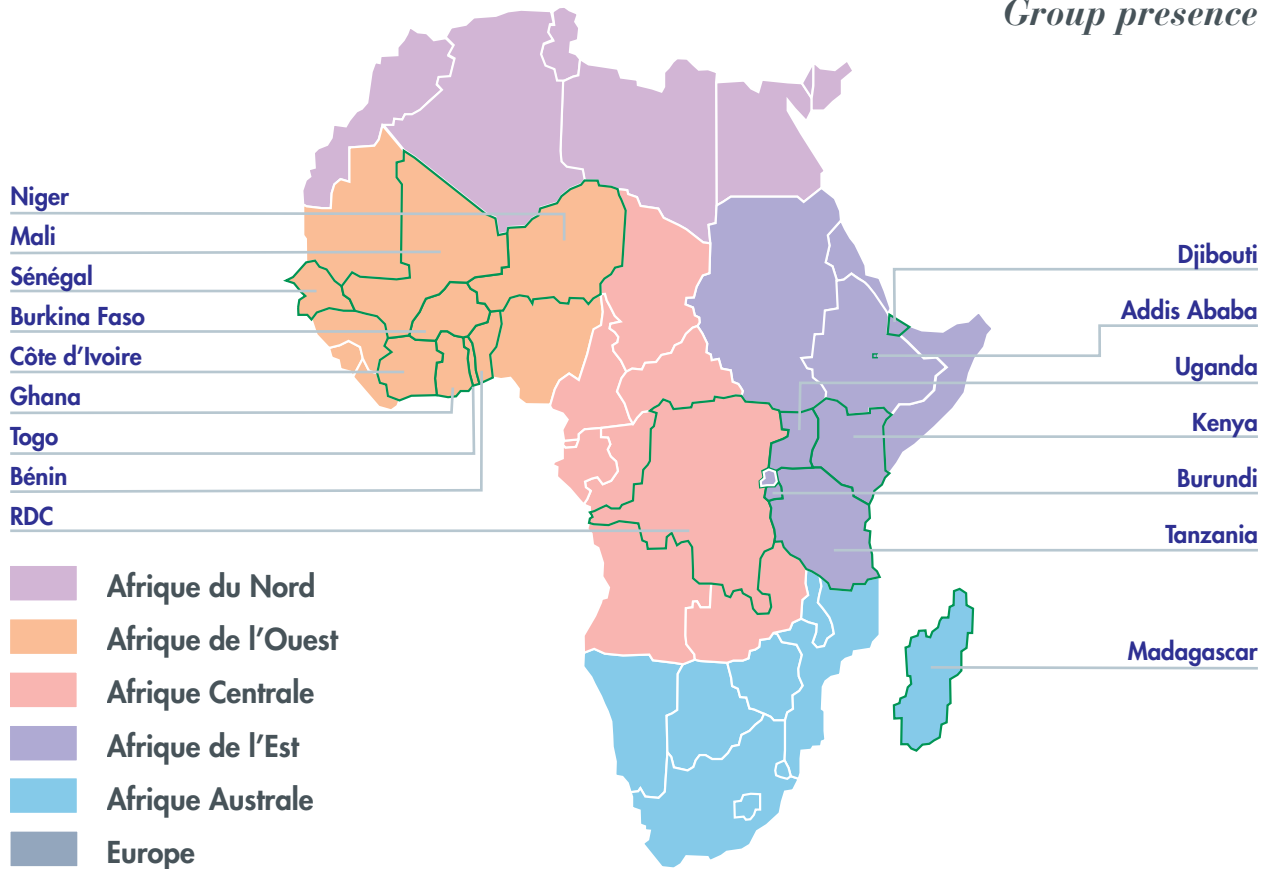 Group presence
Niger
Mali
Sénégal
Burkina Faso
Côte d’Ivoire
Ghana
Togo
Bénin
RDC
Djibouti
Addis Ababa
Uganda
Kenya
Burundi
Tanzania
Madagascar
Afrique du Nord
Afrique de l’Ouest
Afrique Centrale
Afrique de l’Est
Afrique Australe
Europe